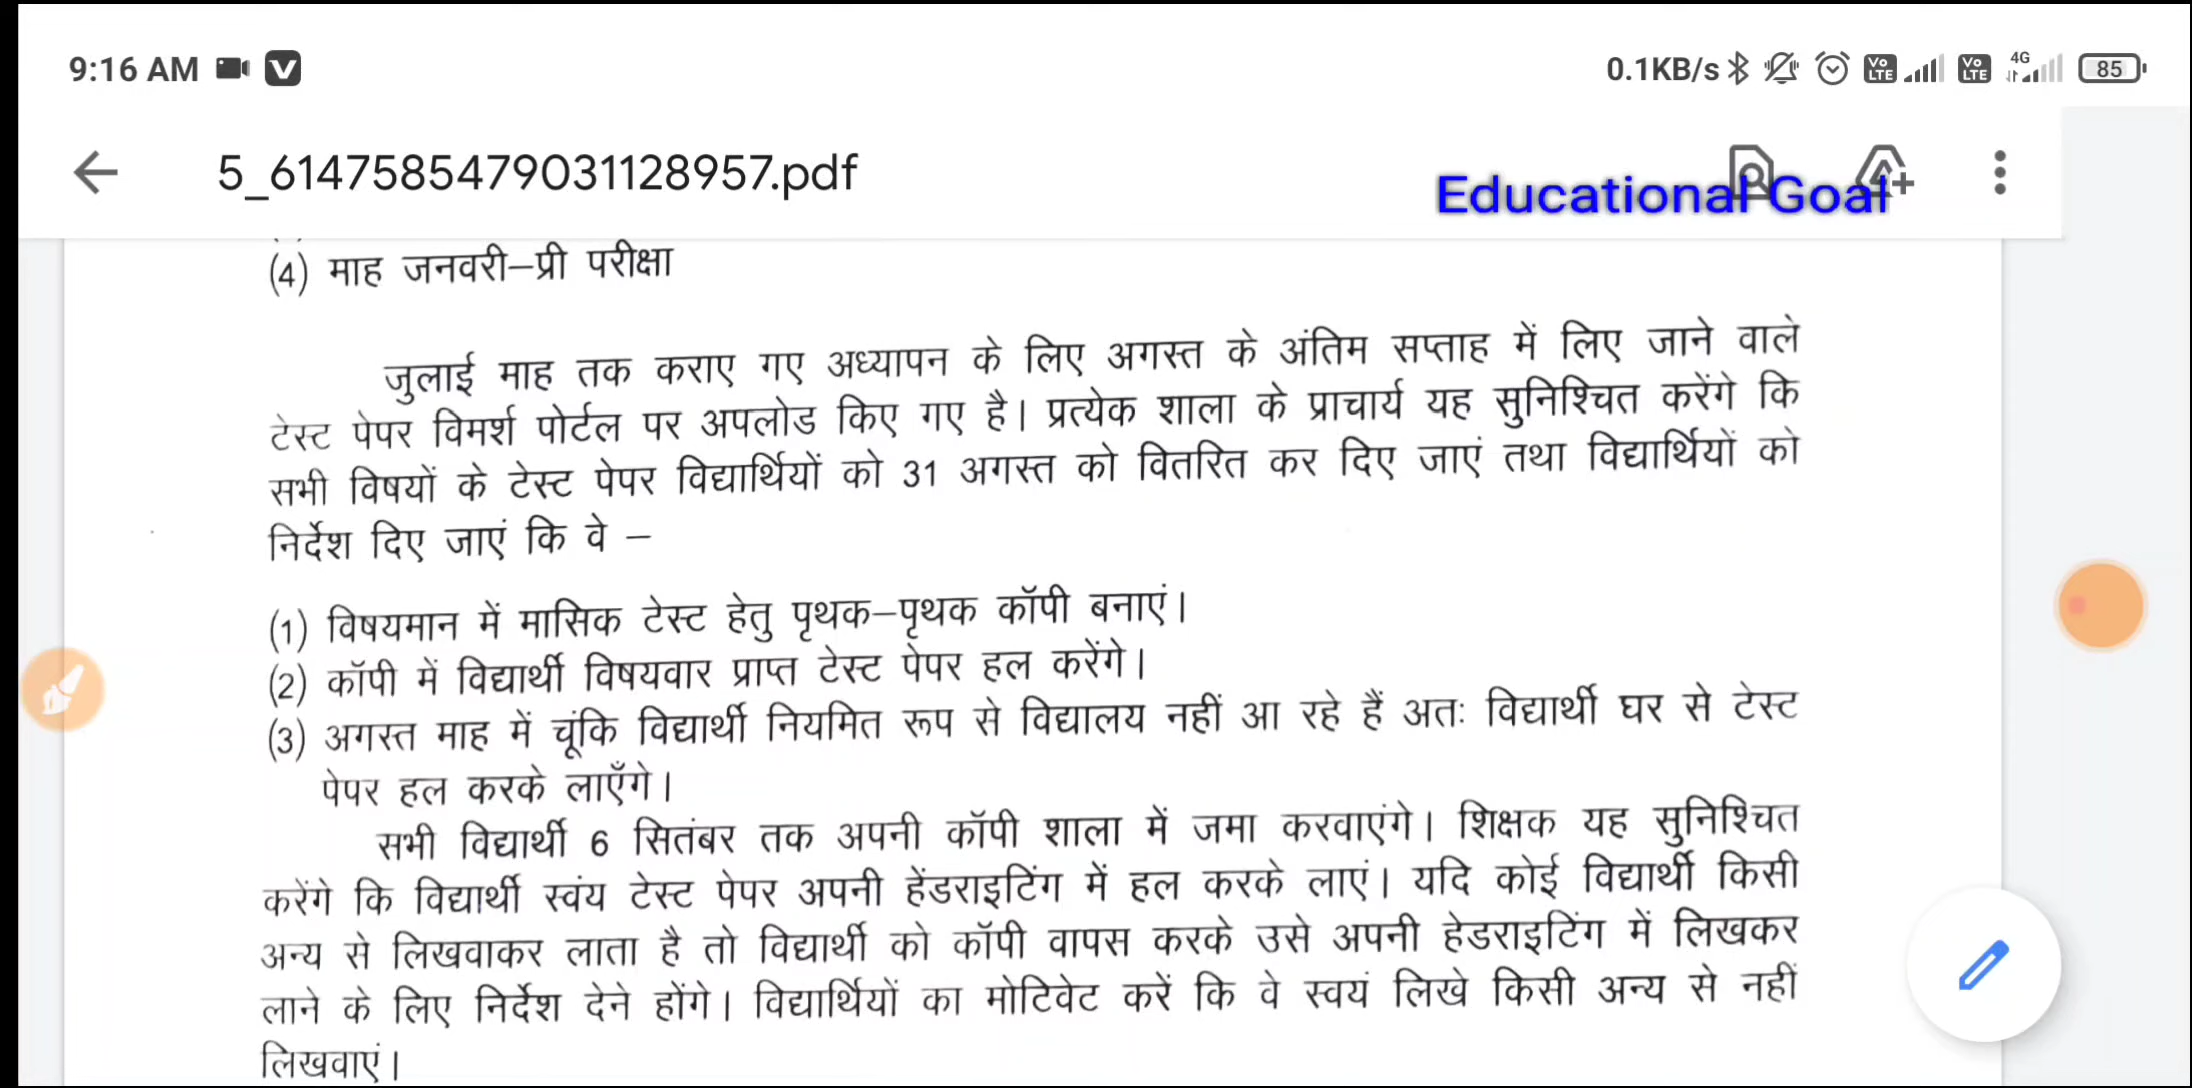 9:16 AM
0.1KB/s Vo LTE Vo LTE 4G 85
5_6147585479031128957.pdf
Educational Goal
(4) माह जनवरी–प्री परीक्षा
जुलाई माह तक कराए गए अध्यापन के लिए अगस्त के अंतिम सप्ताह में लिए जाने वाले
टेस्ट पेपर विमर्श पोर्टल पर अपलोड किए गए है। प्रत्येक शाला के प्राचार्य यह सुनिश्चित करेंगे कि
सभी विषयों के टेस्ट पेपर विद्यार्थियों को 31 अगस्त को वितरित कर दिए जाएं तथा विद्यार्थियों को
निर्देश दिए जाएं कि वे –
(1) विषयमान में मासिक टेस्ट हेतु पृथक–पृथक कॉपी बनाएं।
(2) कॉपी में विद्यार्थी विषयवार प्राप्त टेस्ट पेपर हल करेंगे।
(3) अगस्त माह में चूंकि विद्यार्थी नियमित रूप से विद्यालय नहीं आ रहे हैं अतः विद्यार्थी घर से टेस्ट
पेपर हल करके लाएँगे।
सभी विद्यार्थी 6 सितंबर तक अपनी कॉपी शाला में जमा करवाएंगे। शिक्षक यह सुनिश्चित
करेंगे कि विद्यार्थी स्वंय टेस्ट पेपर अपनी हेंडराइटिंग में हल करके लाएं। यदि कोई विद्यार्थी किसी
अन्य से लिखवाकर लाता है तो विद्यार्थी को कॉपी वापस करके उसे अपनी हेडराइटिंग में लिखकर
लाने के लिए निर्देश देने होंगे। विद्यार्थियों का मोटिवेट करें कि वे स्वयं लिखे किसी अन्य से नहीं
लिखवाएं।